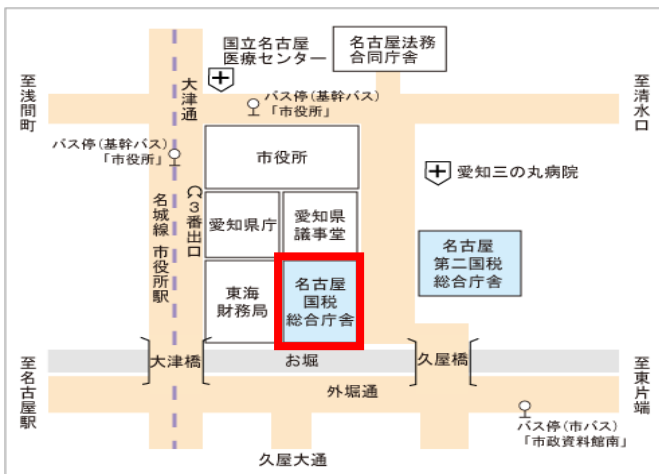 国立名古屋
医療センター
名古屋法務
合同庁舎
至浅間町
大津通
バス停(基幹バス)
「市役所」
至清水口
バス停(基幹バス)
「市役所」
市役所
愛知三の丸病院
名城線 市役所駅
3番出口
愛知県庁
愛知県
議事堂
名古屋
第二国税
総合庁舎
東海
財務局
名古屋
国税
総合庁舎
至名古屋駅
大津橋
お堀
久屋橋
至東片端
外堀通
バス停(市バス)
「市政資料館南」
久屋大通